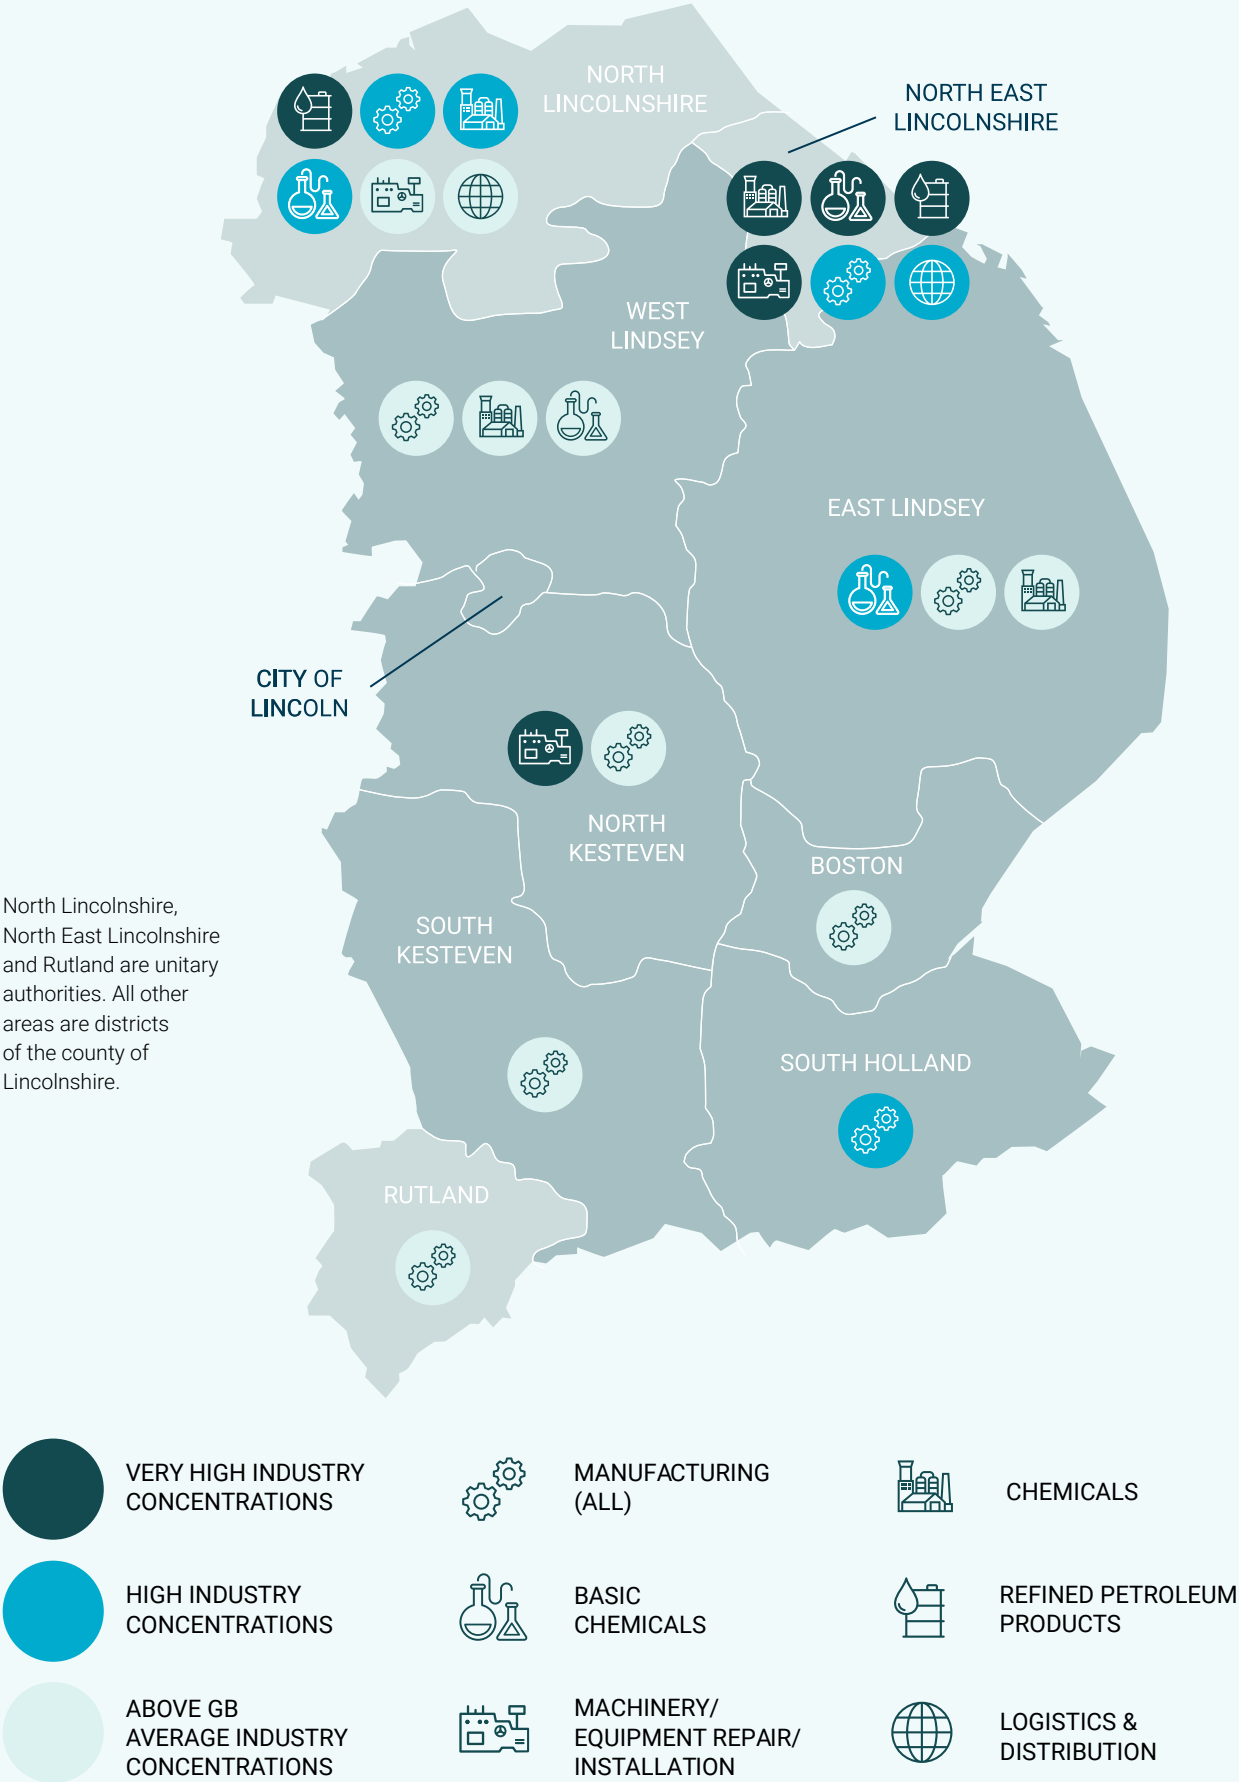 NORTH
LINCOLNSHIRE
NORTH EAST
LINCOLNSHIRE
WEST
LINDSEY
EAST LINDSEY
CITY OF
LINCOLN
NORTH
KESTEVEN
BOSTON
North Lincolnshire,
North East Lincolnshire
and Rutland are unitary
authorities. All other
areas are districts
of the county of
Lincolnshire.
SOUTH
KESTEVEN
SOUTH HOLLAND
RUTLAND
VERY HIGH INDUSTRY
CONCENTRATIONS
MANUFACTURING
(ALL)
CHEMICALS
HIGH INDUSTRY
CONCENTRATIONS
BASIC
CHEMICALS
REFINED PETROLEUM
PRODUCTS
ABOVE GB
AVERAGE INDUSTRY
CONCENTRATIONS
MACHINERY/
EQUIPMENT REPAIR/
INSTALLATION
LOGISTICS &
DISTRIBUTION